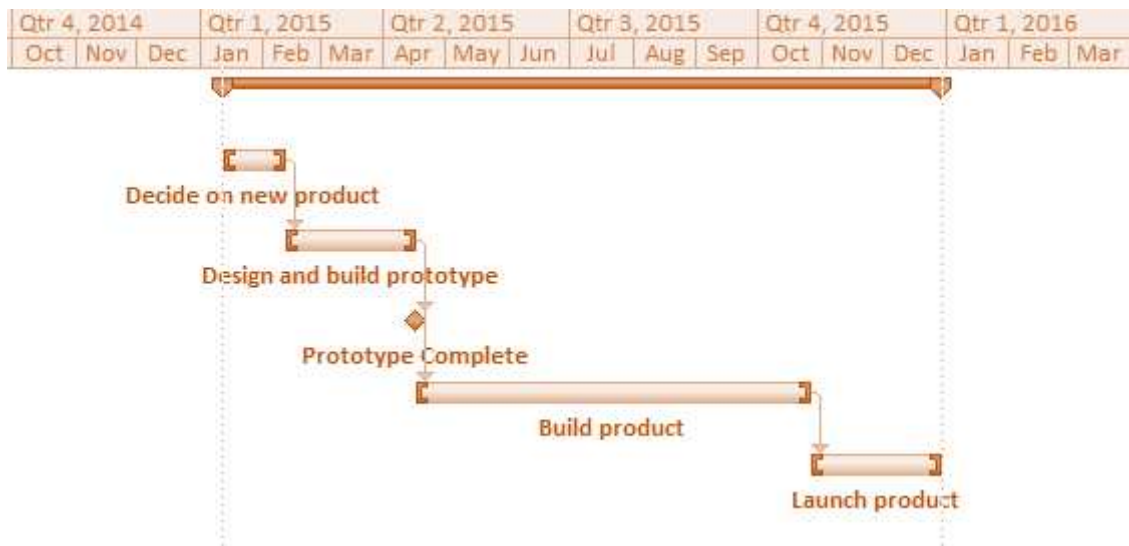 Qtr 4, 2014 Qtr 1, 2015 Qtr 2, 2015 Qtr 3, 2015 Qtr 4, 2015 Qtr 1, 2016
Oct Nov Dec Jan Feb Mar Apr May Jun Jul Aug Sep Oct Nov Dec Jan Feb Mar
Decide on new product
Design and build prototype
Prototype Complete
Build product
Launch product